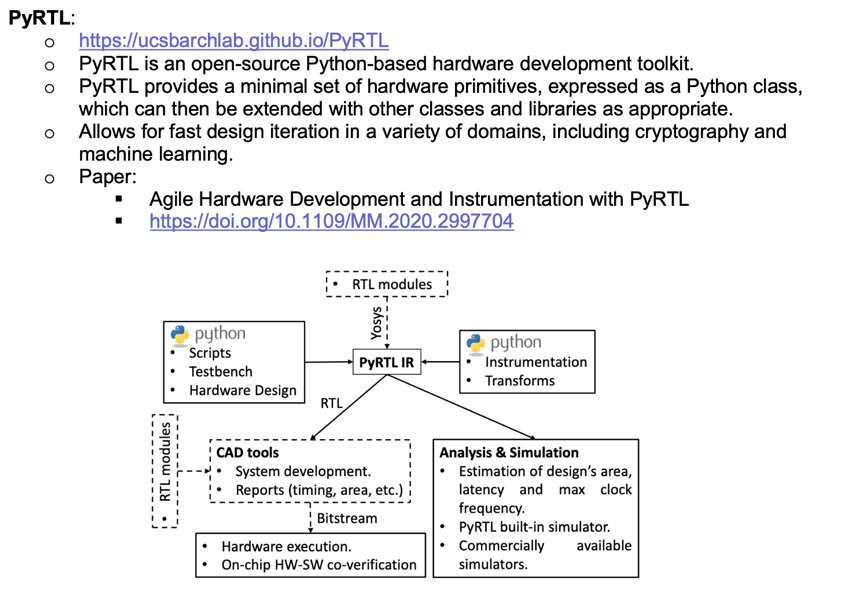 PyRTL:
o https://ucsbarchlab.github.io/PyRTL
o PyRTL is an open-source Python-based hardware development toolkit.
o PyRTL provides a minimal set of hardware primitives, expressed as a Python class,
which can then be extended with other classes and libraries as appropriate.
o Allows for fast design iteration in a variety of domains, including cryptography and
machine learning.
o Paper:
▪ Agile Hardware Development and Instrumentation with PyRTL
▪ https://doi.org/10.1109/MM.2020.2997704
• RTL modules
Yosys
python
• Scripts
• Testbench
• Hardware Design
PyRTL IR
python
• Instrumentation
• Transforms
RTL
• RTL modules
CAD tools
• System development.
• Reports (timing, area, etc.)
Bitstream
• Hardware execution.
• On-chip HW-SW co-verification
Analysis & Simulation
• Estimation of design's area,
latency and max clock
frequency.
• PyRTL built-in simulator.
• Commercially available
simulators.